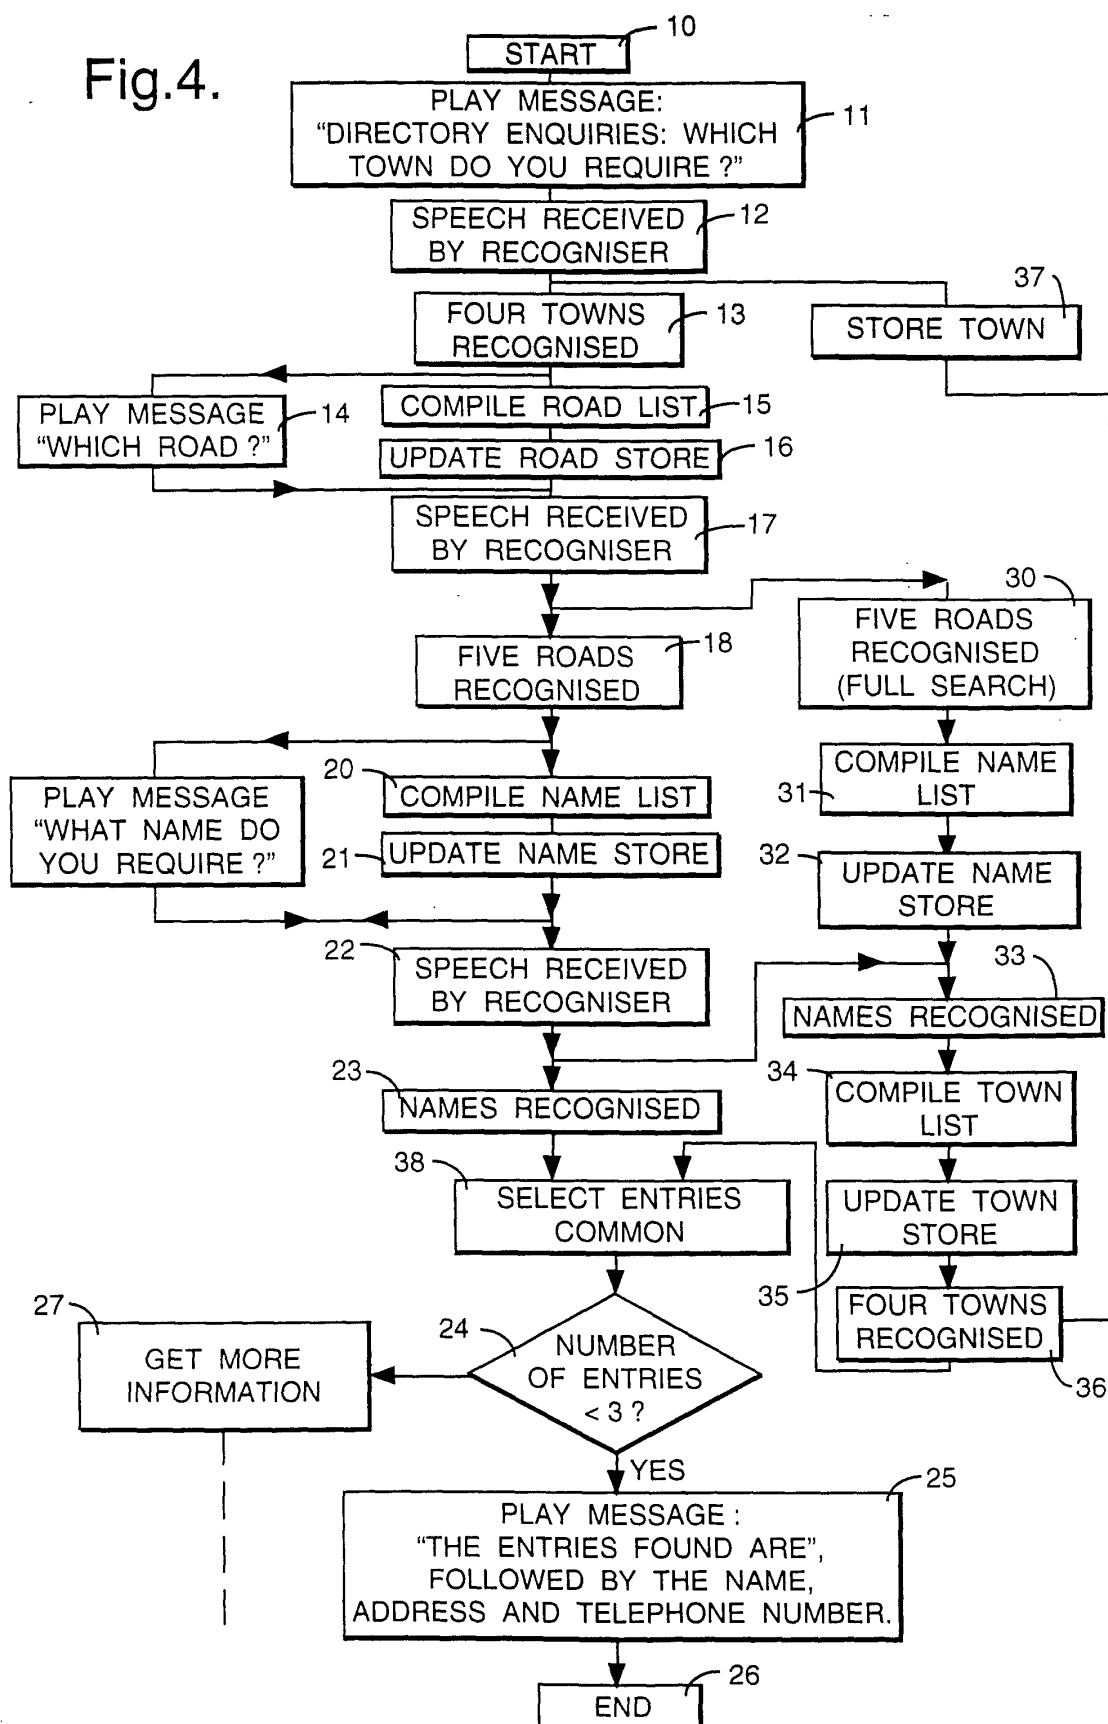 Fig.4.
10
START
PLAY MESSAGE:
“DIRECTORY ENQUIRIES: WHICH
TOWN DO YOU REQUIRE?”
11
SPEECH RECEIVED
BY RECOGNISER
12
FOUR TOWNS
RECOGNISED
13
37
STORE TOWN
PLAY MESSAGE
“WHICH ROAD?”
14
COMPILE ROAD LIST
15
UPDATE ROAD STORE
16
SPEECH RECEIVED
BY RECOGNISER
17
FIVE ROADS
RECOGNISED
18
30
FIVE ROADS
RECOGNISED
(FULL SEARCH)
PLAY MESSAGE
“WHAT NAME DO
YOU REQUIRE?”
20
COMPILE NAME LIST
21
UPDATE NAME STORE
COMPILE NAME
LIST
31
32
UPDATE NAME
STORE
22
SPEECH RECEIVED
BY RECOGNISER
33
NAMES RECOGNISED
23
NAMES RECOGNISED
34
COMPILE TOWN
LIST
38
SELECT ENTRIES
COMMON
UPDATE TOWN
STORE
35
FOUR TOWNS
RECOGNISED
36
27
GET MORE
INFORMATION
24
NUMBER
OF ENTRIES
< 3 ?
YES
25
PLAY MESSAGE :
“THE ENTRIES FOUND ARE”,
FOLLOWED BY THE NAME,
ADDRESS AND TELEPHONE NUMBER.
26
END